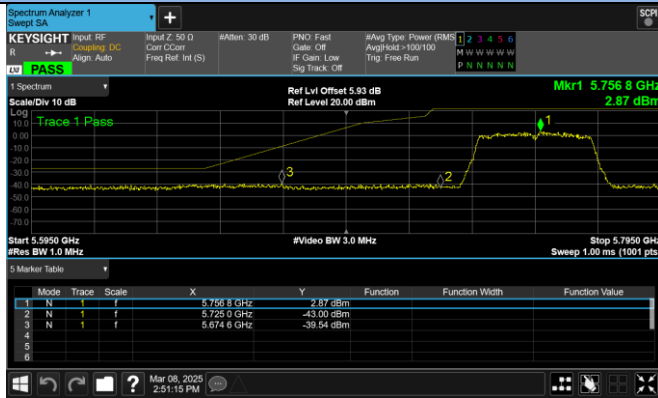 Spectrum Analyzer 1
Swept SA
+
SCPI
KEYSIGHT Input: RF Input Z: 50 Ω #Atten: 30 dB PNO: Fast #Avg Type: Power (RMS 1 2 3 4 5 6
R Coupling: DC Corr CCorr Gate: Off Avg|Hold:>100/100 M W W W W W
Align: Auto Freq Ref: Int (S) IF Gain: Low Trig: Free Run
LXI PASS Sig Track: Off P N N N N N
1 Spectrum Ref Lvl Offset 5.93 dB Mkr1 5.756 8 GHz
Scale/Div 10 dB Ref Level 20.00 dBm 2.87 dBm
Log
Trace 1 Pass
10.0
0.00
-10.0
-20.0
-30.0
-40.0
-50.0
-60.0
-70.0
1
2
3
Start 5.5950 GHz #Video BW 3.0 MHz Stop 5.7950 GHz
#Res BW 1.0 MHz Sweep 1.00 ms (1001 pts
5 Marker Table
Mode Trace Scale X Y Function Function Width Function Value
1 N 1 f 5.756 8 GHz 2.87 dBm
2 N 1 f 5.725 0 GHz -43.00 dBm
3 N 1 f 5.674 6 GHz -39.54 dBm
4
5
6
? Mar 08, 2025
2:51:15 PM